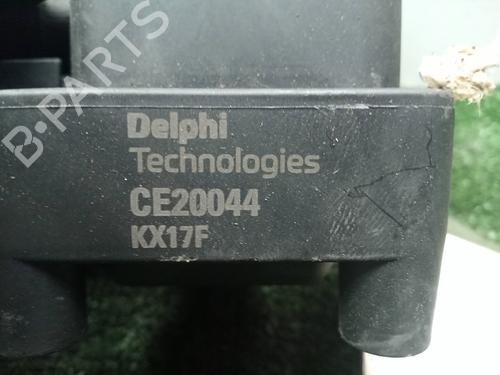 B-PARTS
Delphi
Technologies
CE20044
KX17F